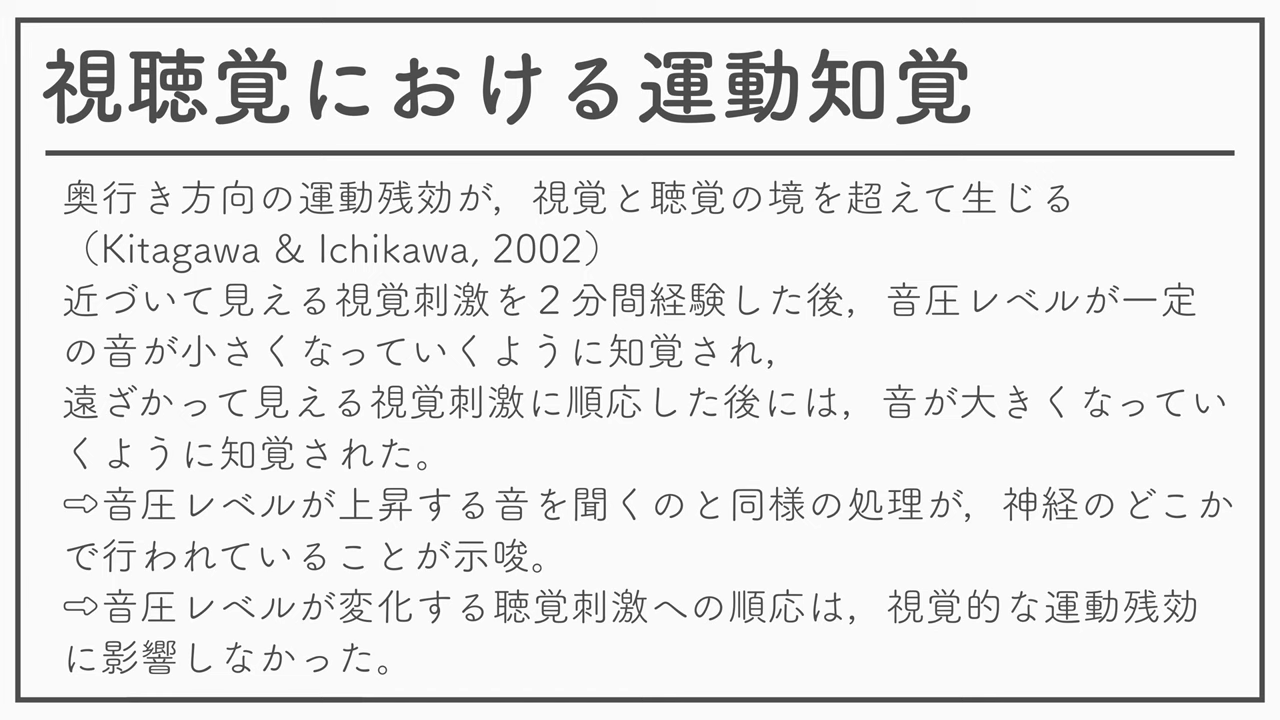 視聴覚における運動知覚
奥行き方向の運動残効が，視覚と聴覚の境を超えて生じる
（Kitagawa & Ichikawa, 2002）
近づいて見える視覚刺激を２分間経験した後，音圧レベルが一定
の音が小さくなっていくように知覚され，
遠ざかって見える視覚刺激に順応した後には，音が大きくなってい
くように知覚された。
⇨音圧レベルが上昇する音を聞くのと同様の処理が，神経のどこか
で行われていることが示唆。
⇨音圧レベルが変化する聴覚刺激への順応は，視覚的な運動残効
に影響しなかった。